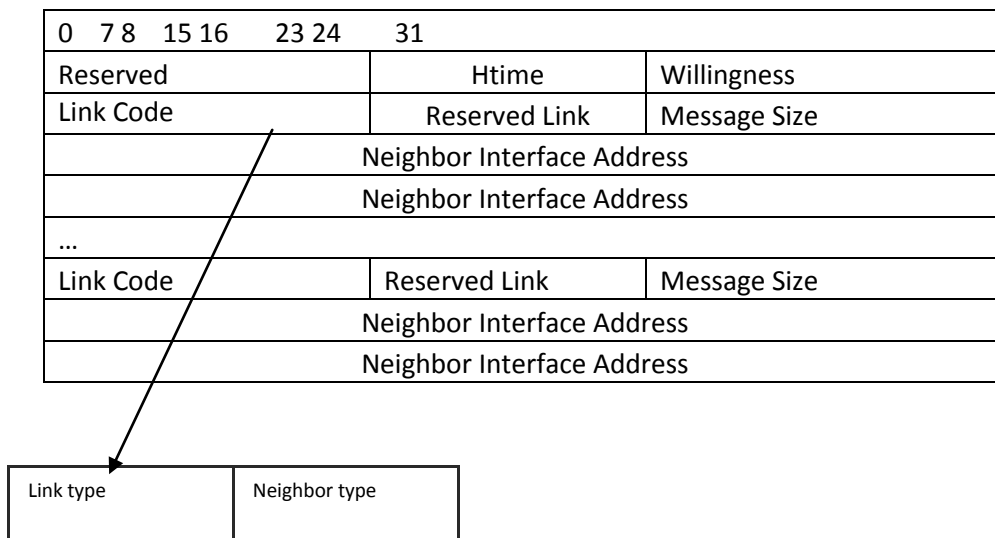 0 7 8 15 16 23 24 31
Reserved Htime Willingness
Link Code Reserved Link Message Size
Neighbor Interface Address
Neighbor Interface Address
...
Link Code Reserved Link Message Size
Neighbor Interface Address
Neighbor Interface Address
Link type Neighbor type